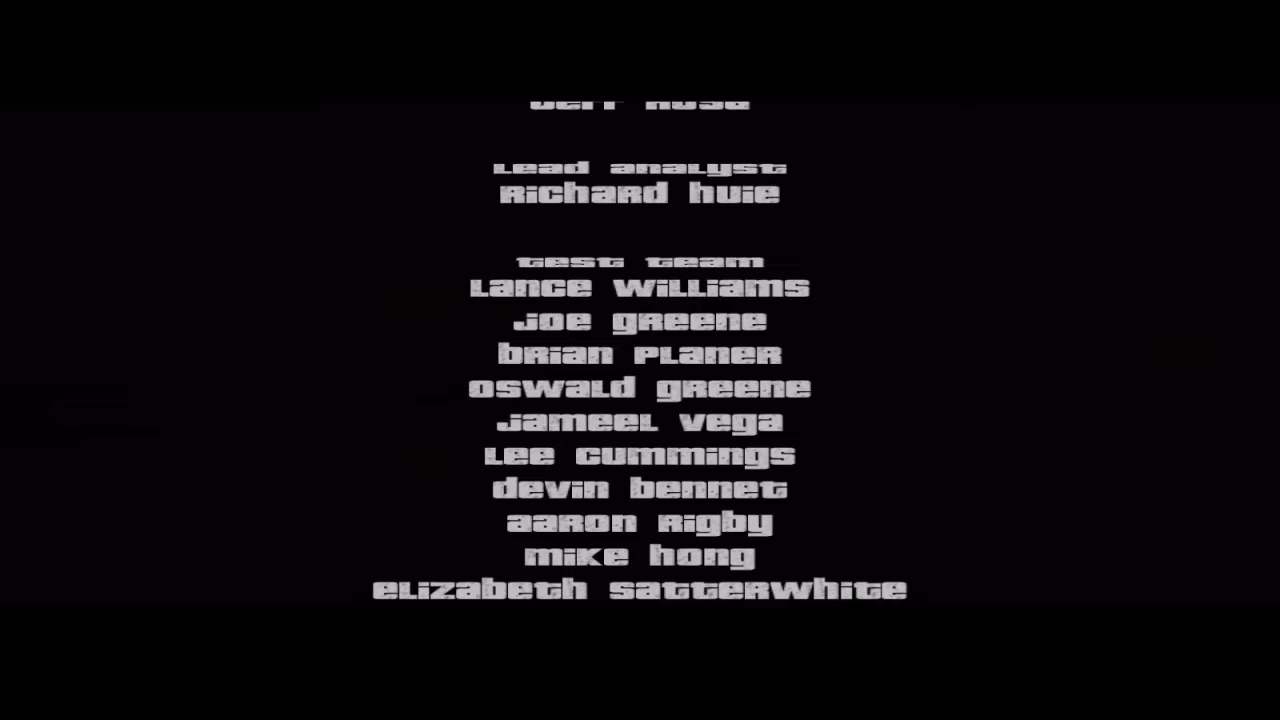 Lead analyst
Richard Huie
test team
Lance Williams
Joe Greene
Brian Planer
Oswald Greene
Jameel Vega
Lee Cummings
Devin Bennet
Aaron Rigby
Mike Hong
Elizabeth Satterwhite